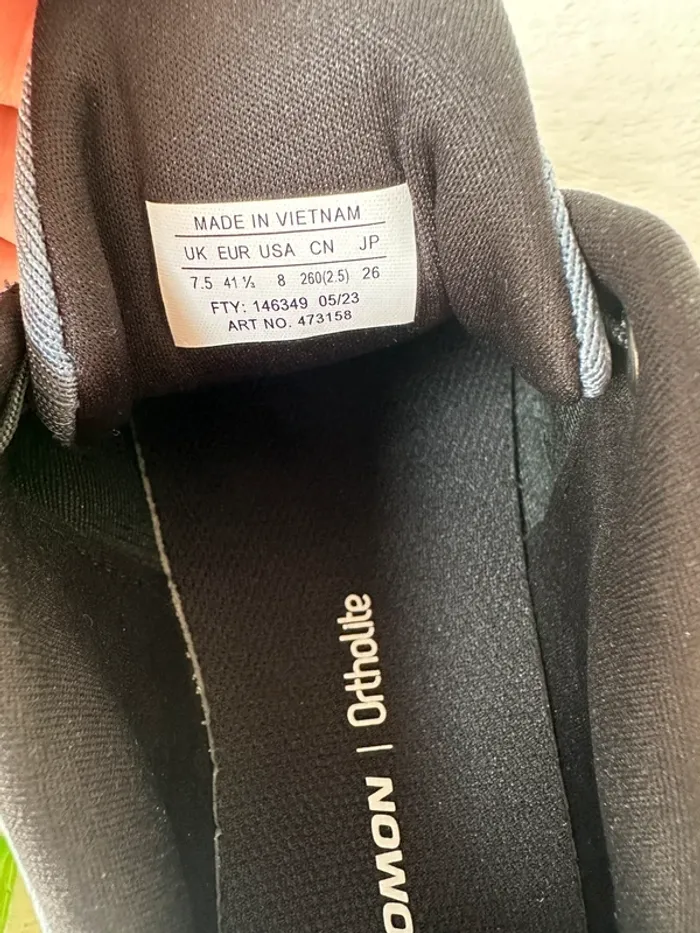 MADE IN VIETNAM
UK EUR USA CN JP
7.5 41 ⅓ 8 260(2.5) 26
FTY: 146349 05/23
ART NO. 473158
OMON | Ortholite